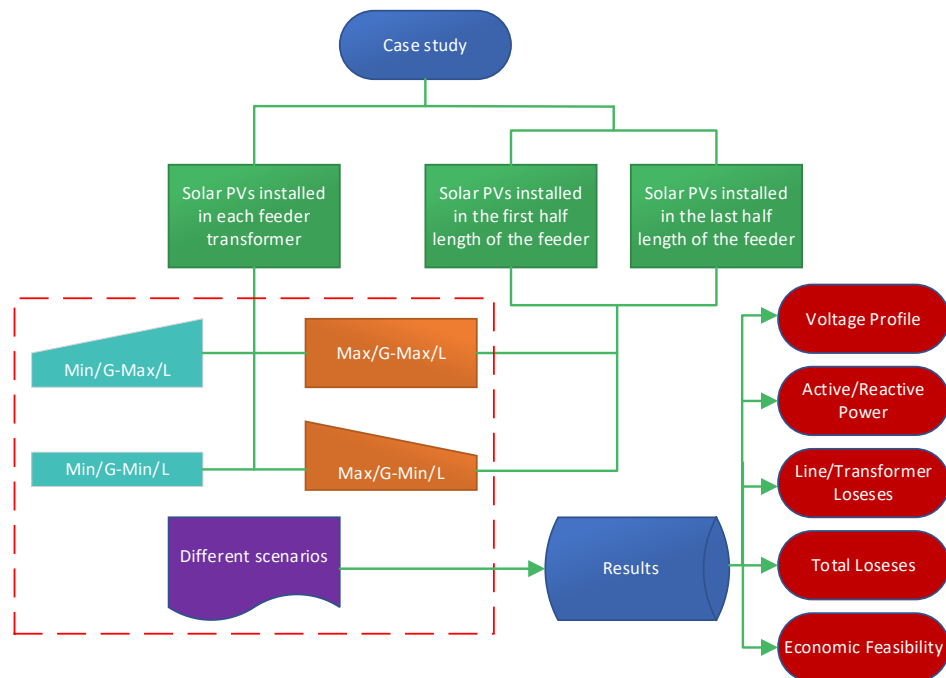 Case study
Solar PVs installed
in each feeder
transformer
Solar PVs installed
in the first half
length of the feeder
Solar PVs installed
in the last half
length of the feeder
Min/G-Max/L
Max/G-Max/L
Min/G-Min/L
Max/G-Min/L
Different scenarios
Results
Voltage Profile
Active/Reactive
Power
Line/Transformer
Loseses
Total Loseses
Economic Feasibility